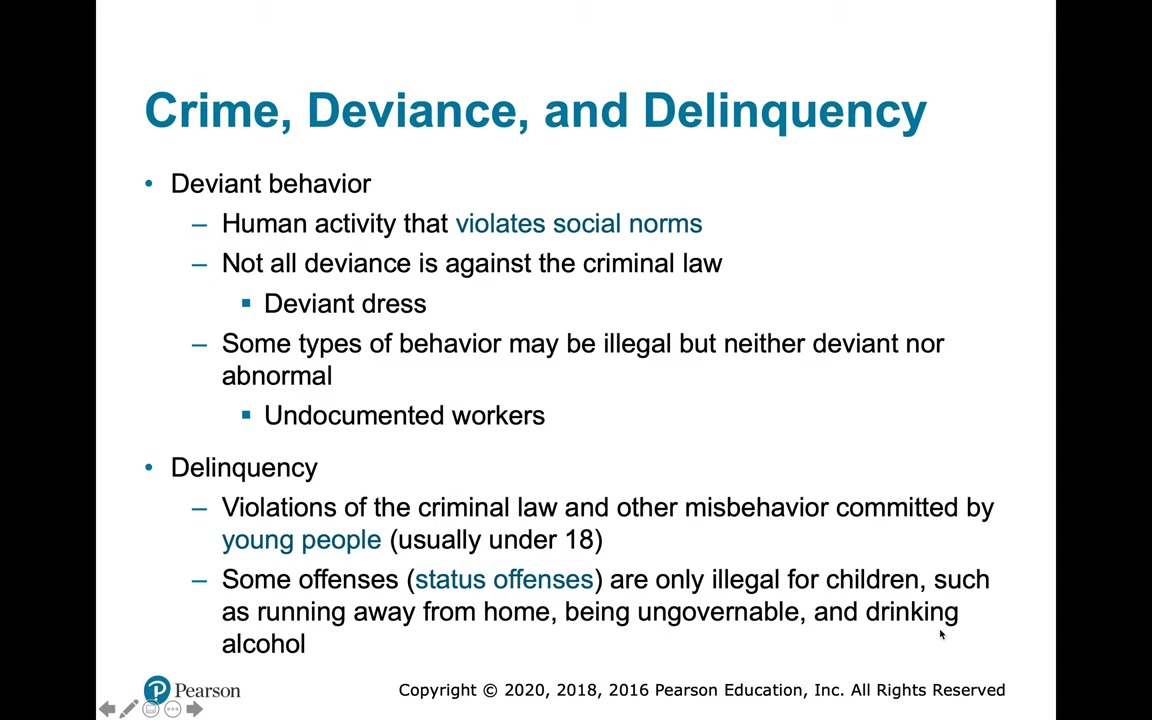 Crime, Deviance, and Delinquency
• Deviant behavior
– Human activity that violates social norms
– Not all deviance is against the criminal law
▪ Deviant dress
– Some types of behavior may be illegal but neither deviant nor
abnormal
▪ Undocumented workers
• Delinquency
– Violations of the criminal law and other misbehavior committed by
young people (usually under 18)
– Some offenses (status offenses) are only illegal for children, such
as running away from home, being ungovernable, and drinking
alcohol
P Pearson
Copyright © 2020, 2018, 2016 Pearson Education, Inc. All Rights Reserved